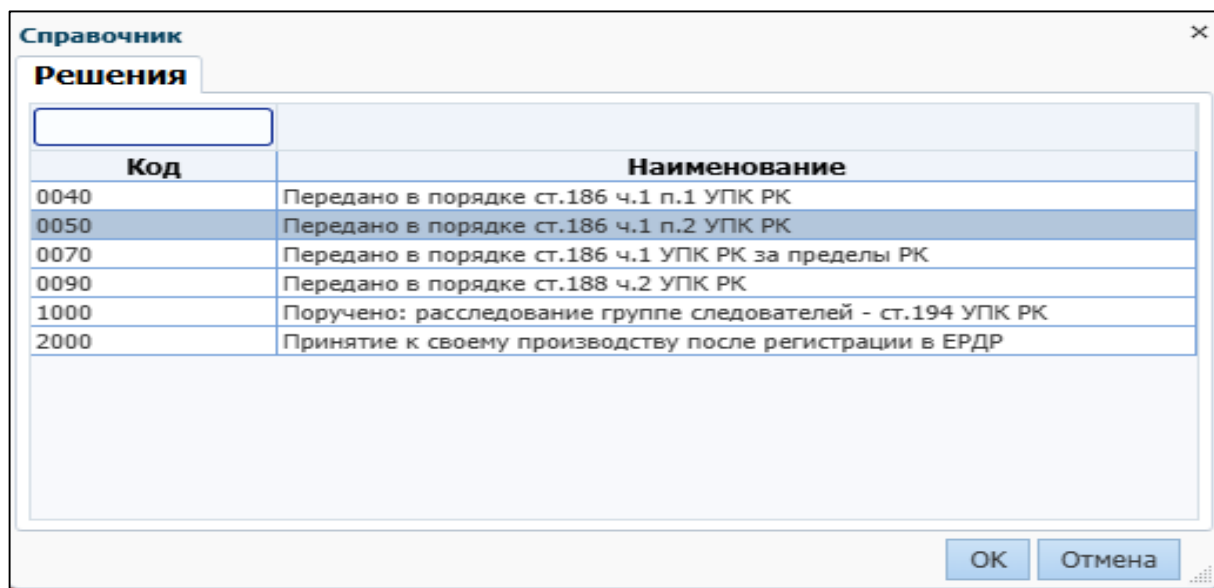 Справочник
Решения
Код Наименование
0040 Передано в порядке ст.186 ч.1 п.1 УПК РК
0050 Передано в порядке ст.186 ч.1 п.2 УПК РК
0070 Передано в порядке ст.186 ч.1 УПК РК за пределы РК
0090 Передано в порядке ст.188 ч.2 УПК РК
1000 Поручено: расследование группе следователей - ст.194 УПК РК
2000 Принятие к своему производству после регистрации в ЕРДР
ОК Отмена